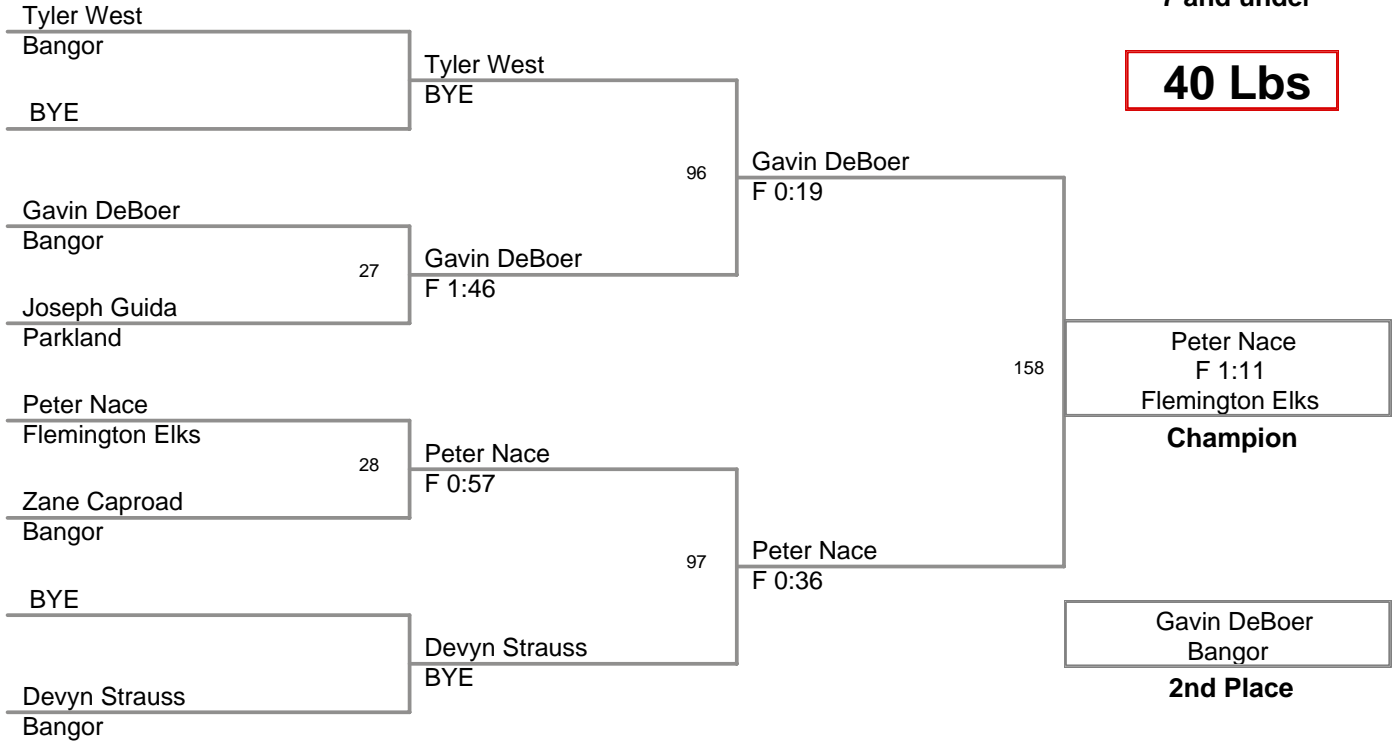 7 and under
40 Lbs
Tyler West
Bangor
BYE
Gavin DeBoer
Bangor
27
Joseph Guida
Parkland
Peter Nace
Flemington Elks
28
Zane Caproad
Bangor
BYE
Devyn Strauss
Bangor
Tyler West
BYE
96
Gavin DeBoer
F 1:46
Peter Nace
F 0:57
97
Devyn Strauss
BYE
Gavin DeBoer
F 0:19
158
Peter Nace
F 0:36
Peter Nace
F 1:11
Flemington Elks
Champion
Gavin DeBoer
Bangor
2nd Place